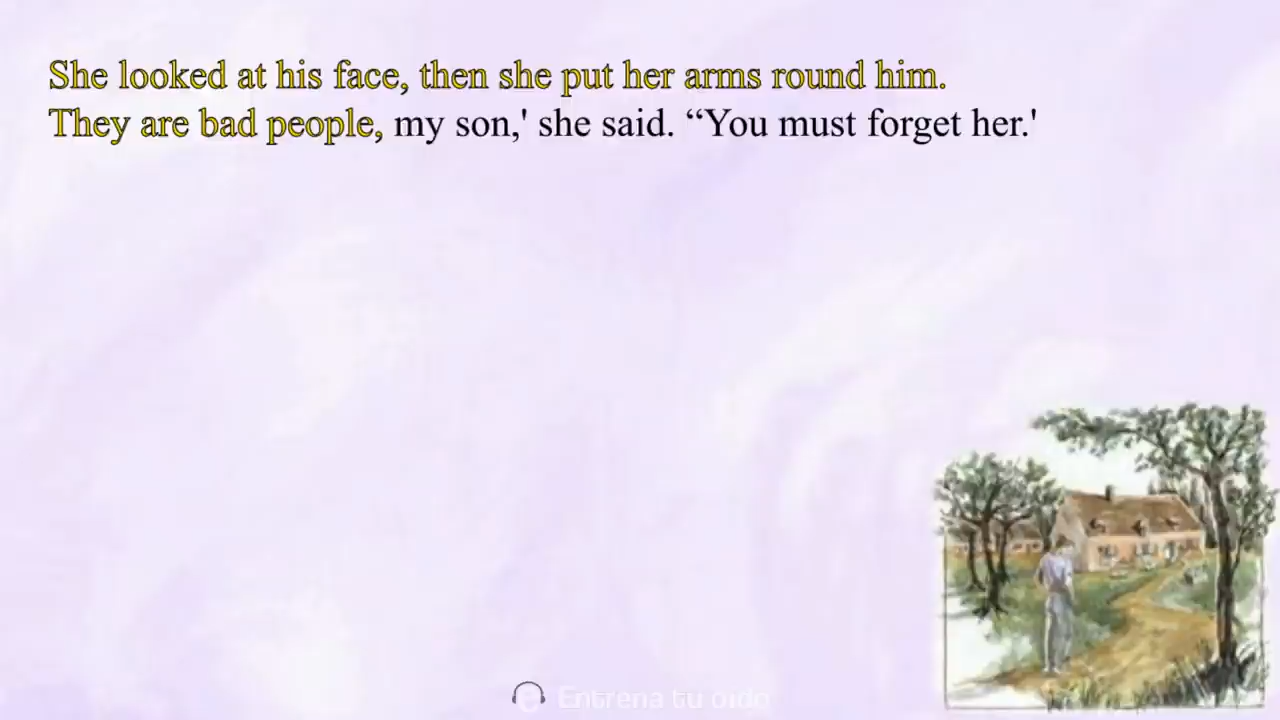 She looked at his face, then she put her arms round him.
They are bad people, my son,' she said. “You must forget her.'
Entrena tu oido